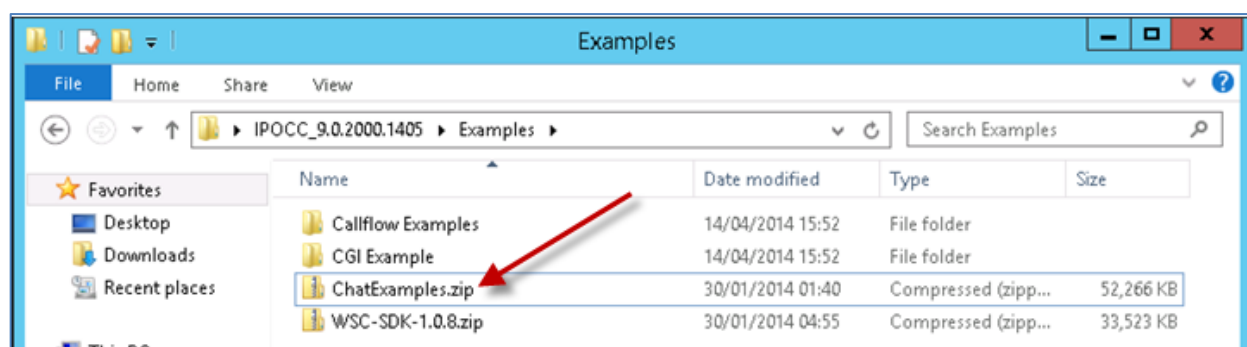 Examples
File Home Share View
IPOCC_9.0.2000.1405 Examples Search Examples
Name Date modified Type Size
Favorites
Desktop Callflow Examples 14/04/2014 15:52 File folder
Downloads CGI Example 14/04/2014 15:52 File folder
Recent places ChatExamples.zip 30/01/2014 01:40 Compressed (zipp... 52,266 KB
WSC-SDK-1.0.8.zip 30/01/2014 04:55 Compressed (zipp... 33,523 KB